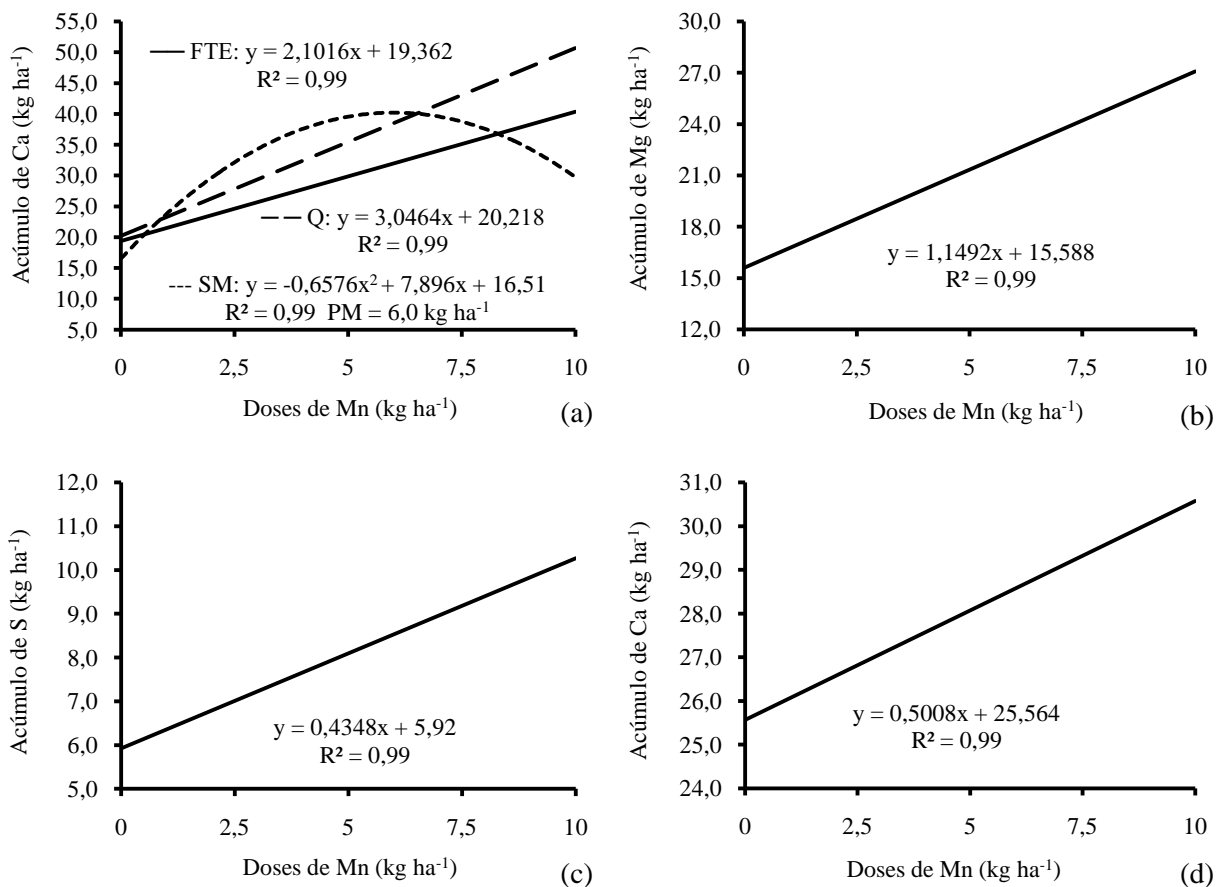 55,0
50,0
45,0
40,0
35,0
30,0
25,0
20,0
15,0
10,0
5,0
Acúmulo de Ca (kg ha⁻¹)
FTE: y = 2,1016x + 19,362
R² = 0,99
Q: y = 3,0464x + 20,218
R² = 0,99
--- SM: y = -0,6576x² + 7,896x + 16,51
R² = 0,99 PM = 6,0 kg ha⁻¹
0 2,5 5 7,5 10
Doses de Mn (kg ha⁻¹)
(a)
30,0
27,0
24,0
21,0
18,0
15,0
12,0
Acúmulo de Mg (kg ha⁻¹)
y = 1,1492x + 15,588
R² = 0,99
0 2,5 5 7,5 10
Doses de Mn (kg ha⁻¹)
(b)
12,0
11,0
10,0
9,0
8,0
7,0
6,0
5,0
Acúmulo de S (kg ha⁻¹)
y = 0,4348x + 5,92
R² = 0,99
0 2,5 5 7,5 10
Doses de Mn (kg ha⁻¹)
(c)
31,0
30,0
29,0
28,0
27,0
26,0
25,0
24,0
Acúmulo de Ca (kg ha⁻¹)
y = 0,5008x + 25,564
R² = 0,99
0 2,5 5 7,5 10
Doses de Mn (kg ha⁻¹)
(d)